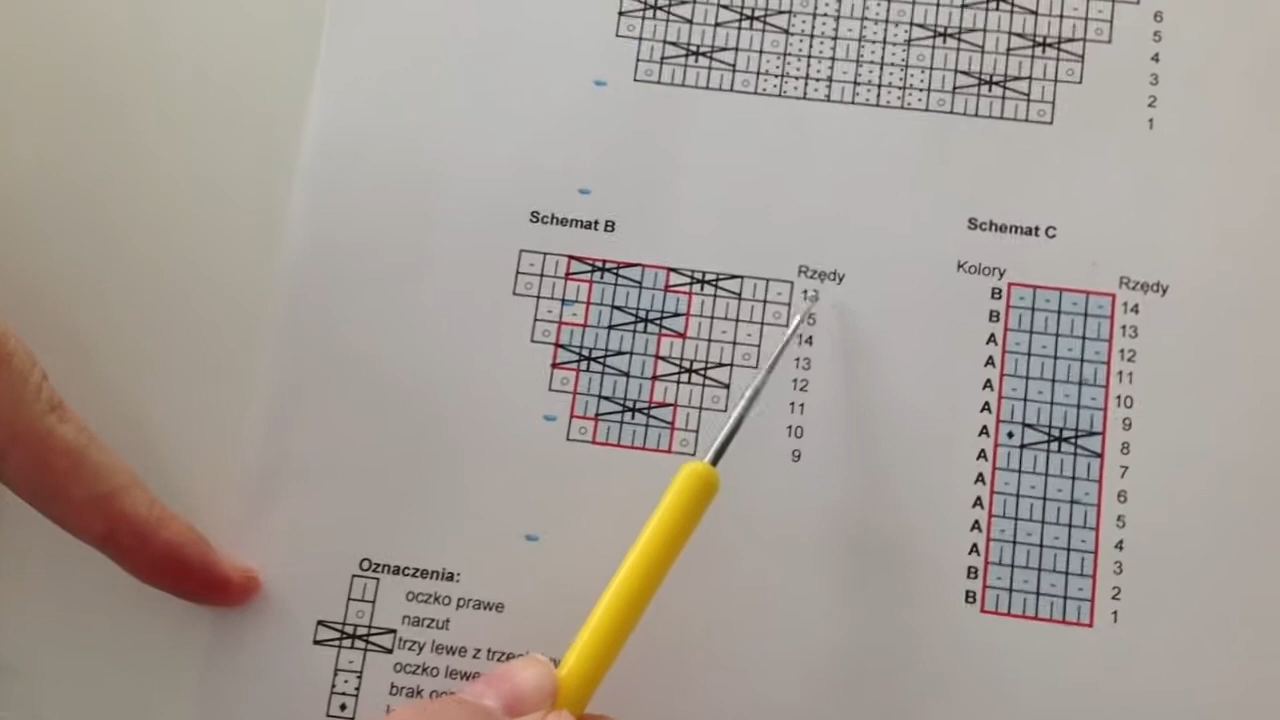 6
5
4
3
2
1
Schemat B
Rzędy
15
14
13
12
11
10
9
Schemat C
Kolory
Rzędy
B 14
B 13
A 12
A 11
A 10
A 9
A 8
A 7
A 6
A 5
A 4
A 3
B 2
B 1
Oznaczenia:
oczko prawe
narzut
trzy lewe z
oczko lewe
brak